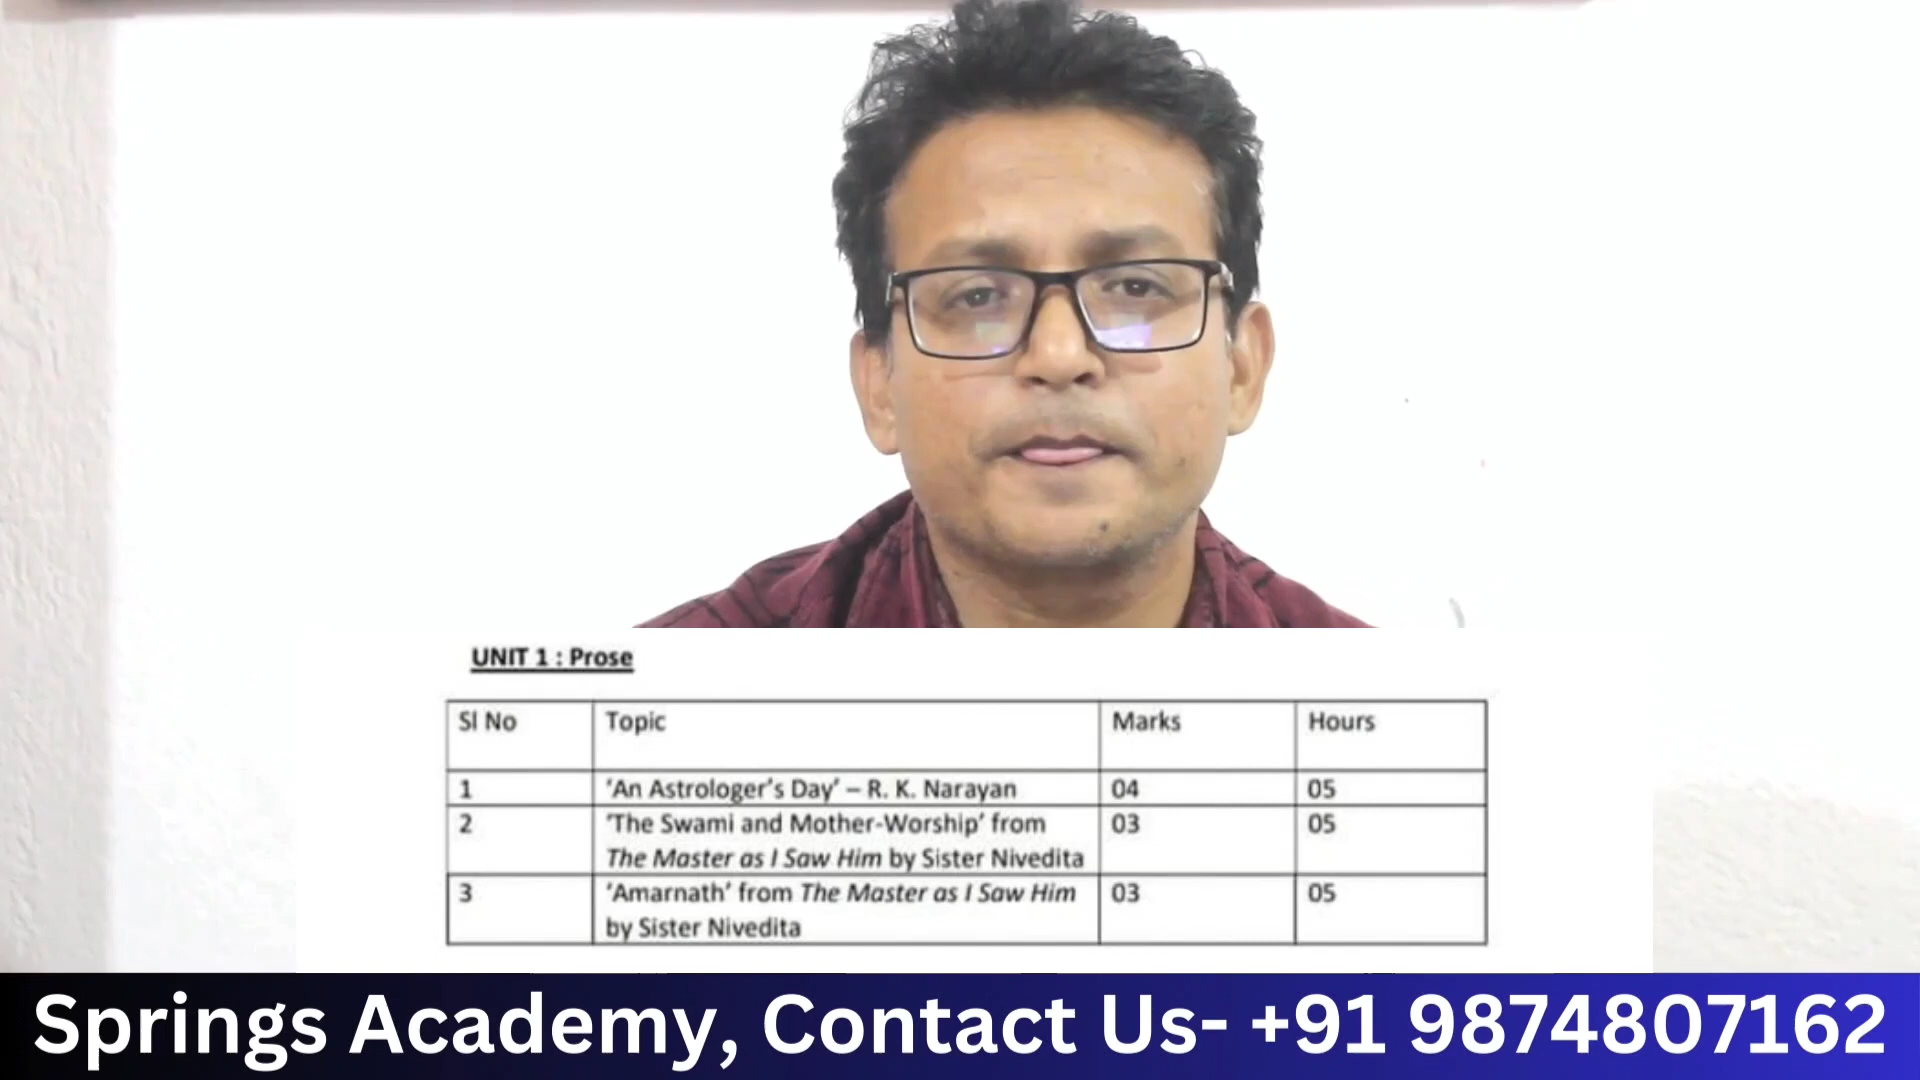 UNIT 1 : Prose
Sl No Topic Marks Hours
1 ‘An Astrologer’s Day’ – R. K. Narayan 04 05
2 ‘The Swami and Mother-Worship’ from 03 05
The Master as I Saw Him by Sister Nivedita
3 ‘Amarnath’ from The Master as I Saw Him 03 05
by Sister Nivedita
Springs Academy, Contact Us- +91 9874807162